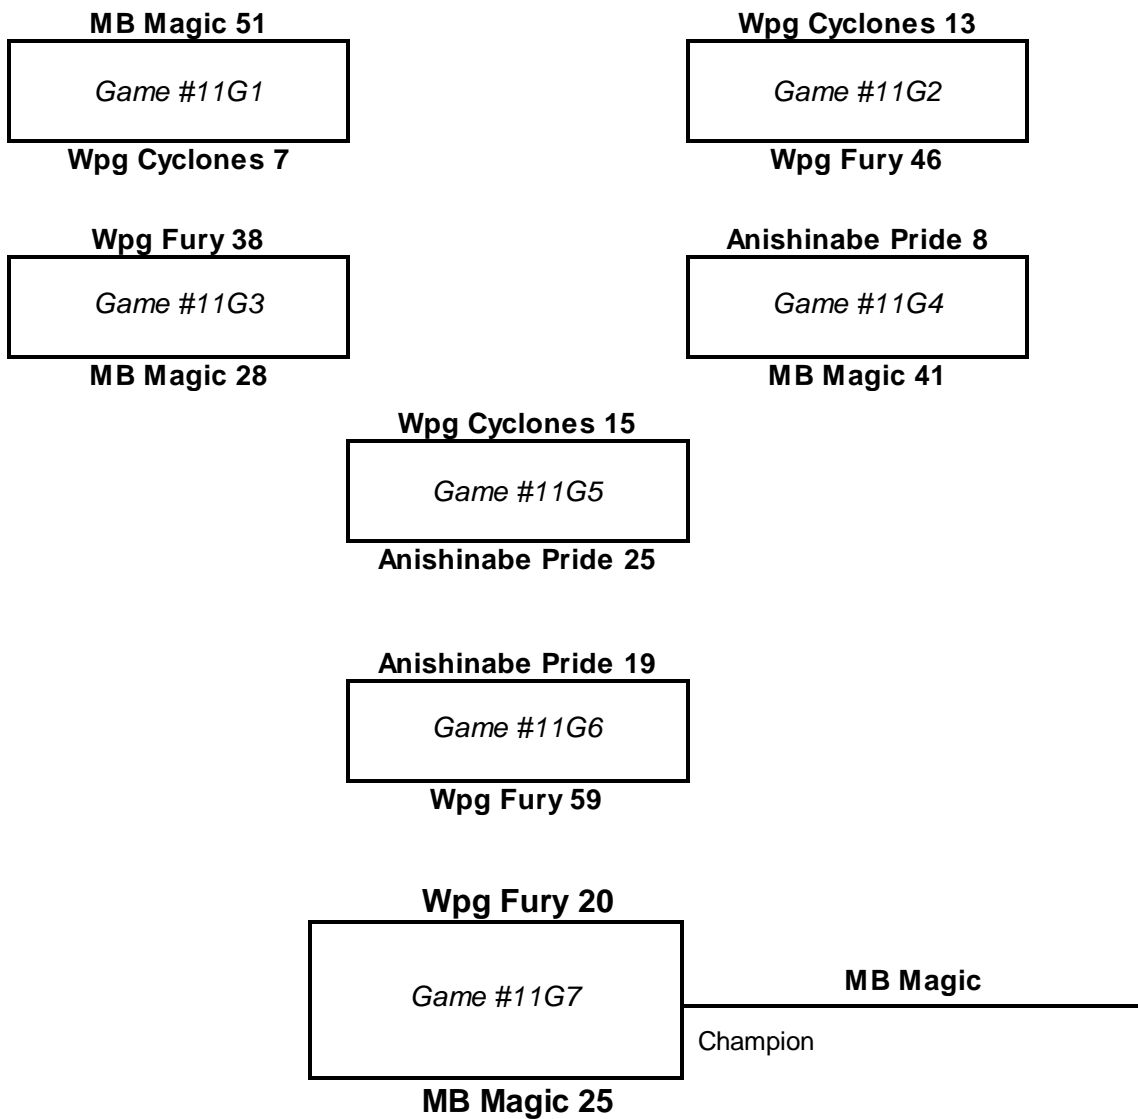 MB Magic 51
Game #11G1
Wpg Cyclones 7
Wpg Cyclones 13
Game #11G2
Wpg Fury 46
Wpg Fury 38
Game #11G3
MB Magic 28
Anishinabe Pride 8
Game #11G4
MB Magic 41
Wpg Cyclones 15
Game #11G5
Anishinabe Pride 25
Anishinabe Pride 19
Game #11G6
Wpg Fury 59
Wpg Fury 20
Game #11G7
MB Magic 25
MB Magic
Champion